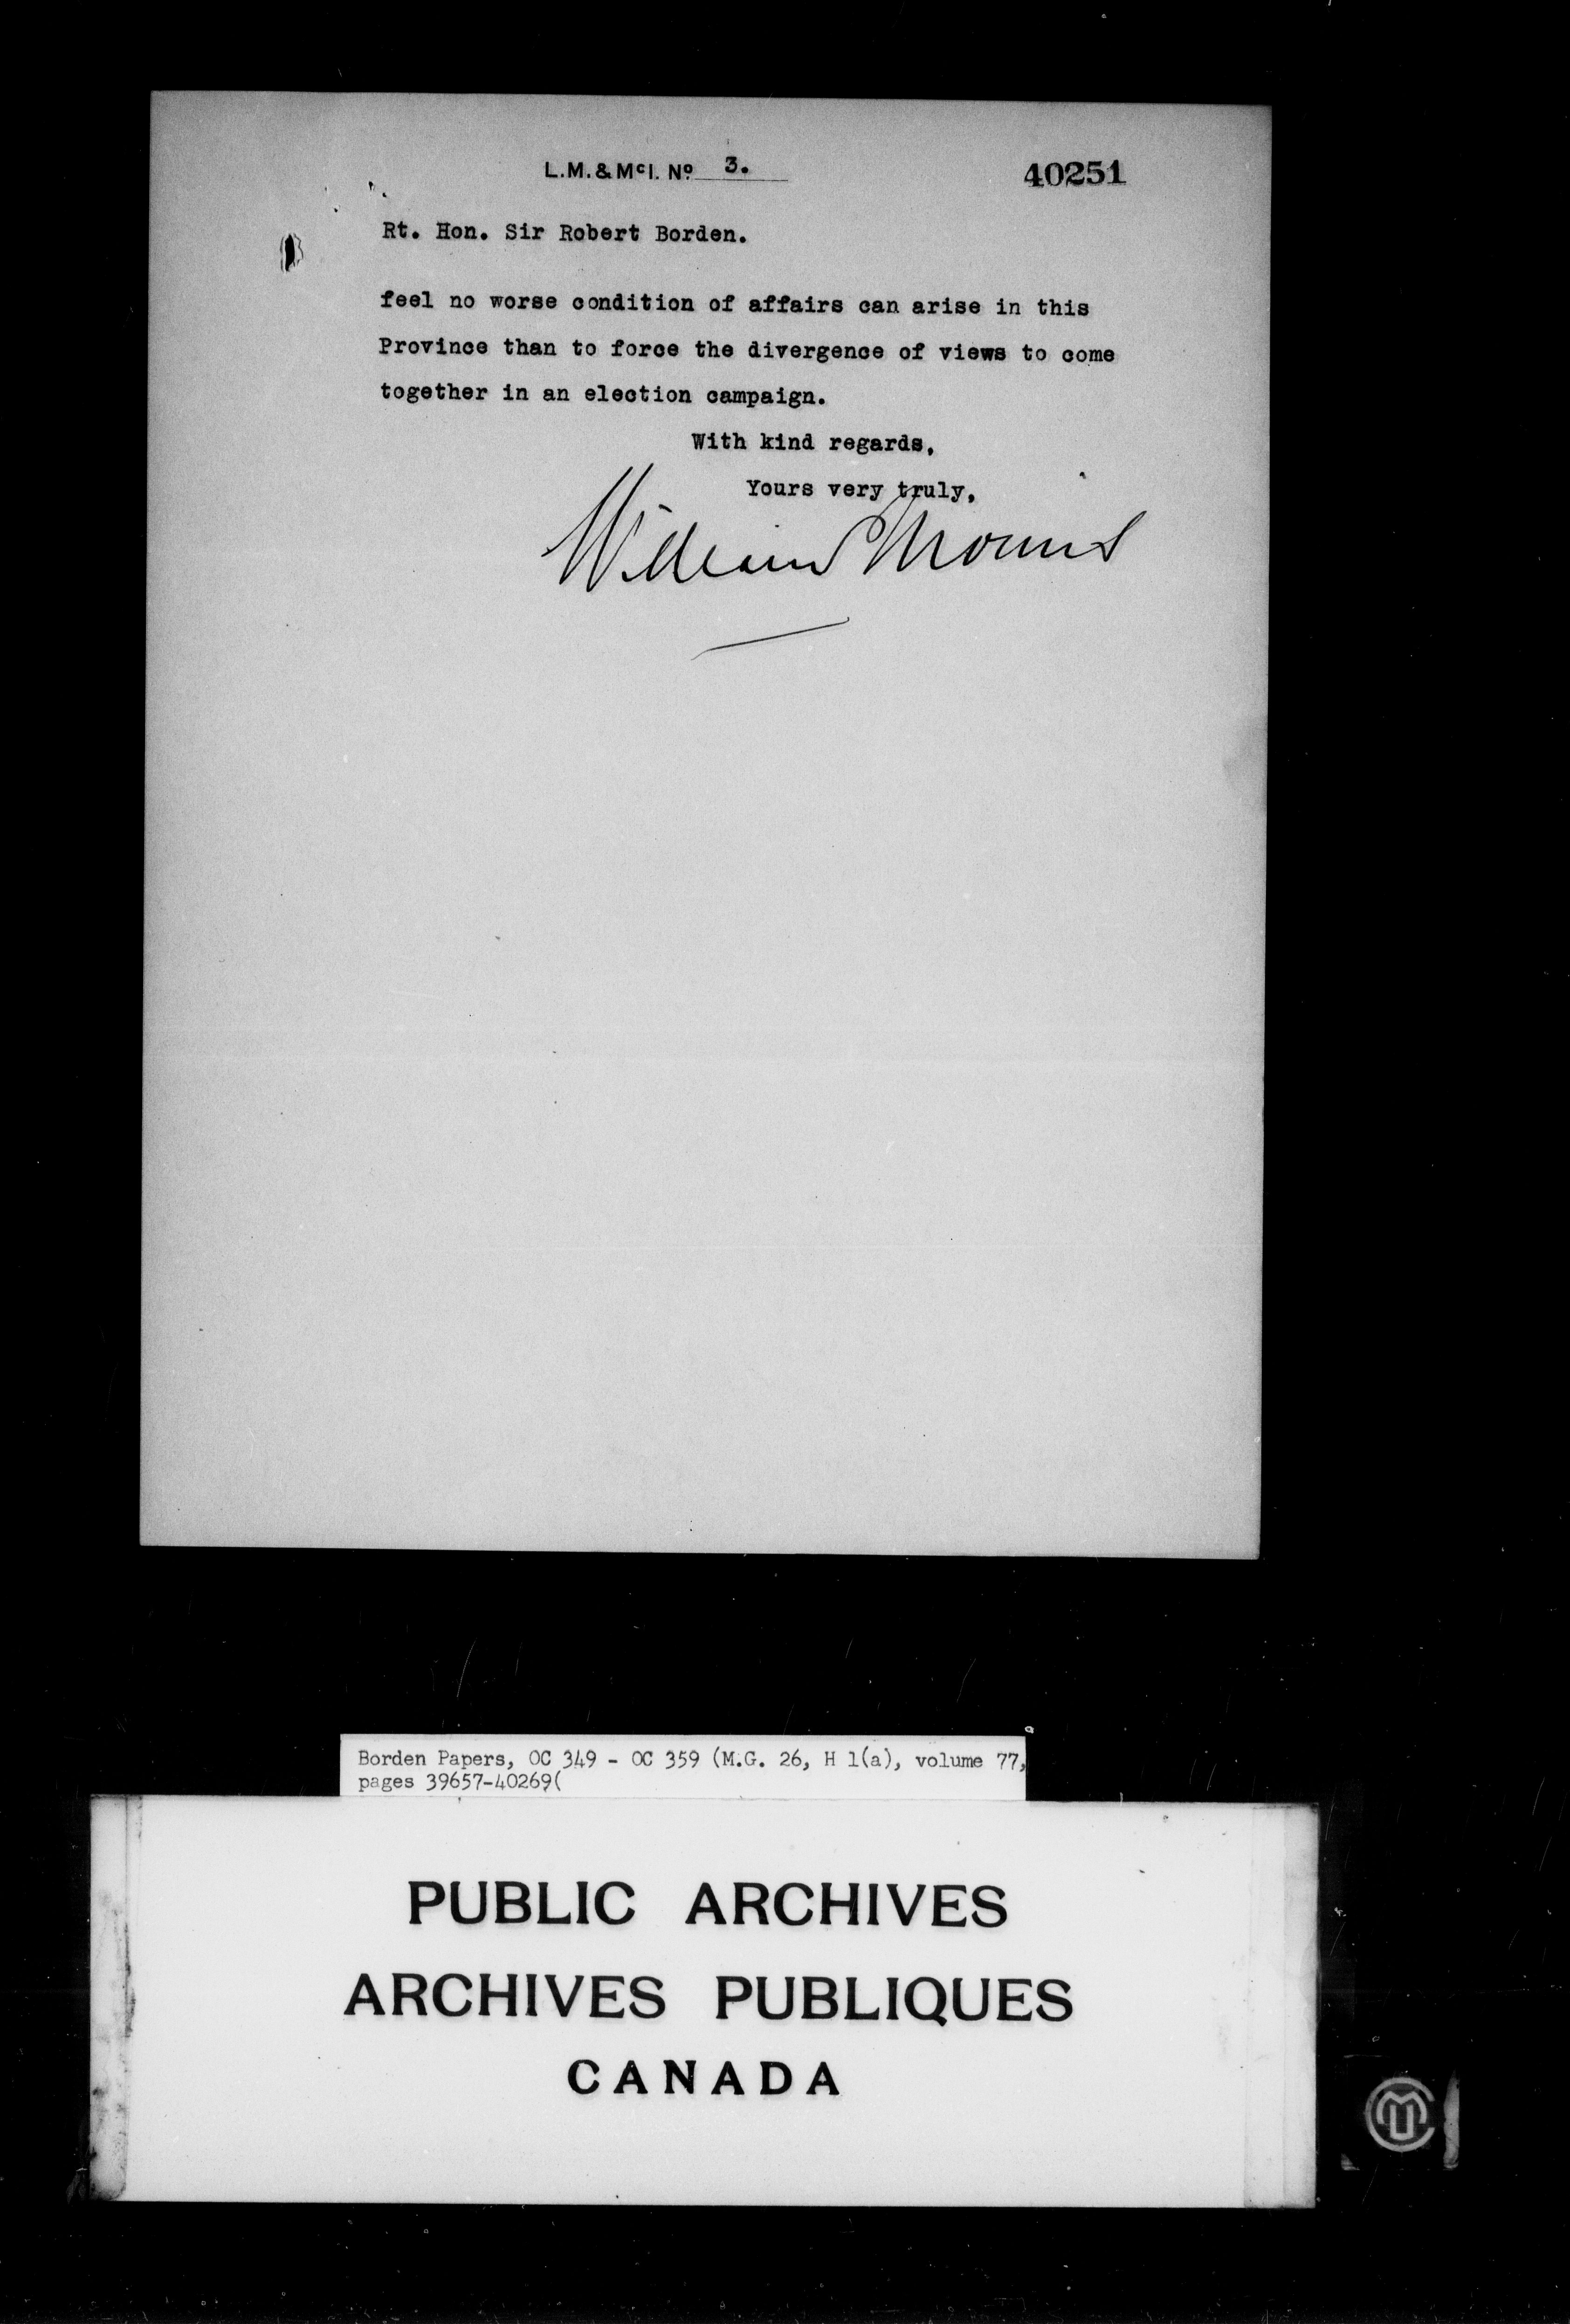 L.M.&McI. No. 3.
40251
Rt. Hon. Sir Robert Borden.
feel no worse condition of affairs can arise in this
Province than to force the divergence of views to come
together in an election campaign.
With kind regards,
Yours very truly,
William Morris
Borden Papers, OC 349 - OC 359 (M.G. 26, H 1(a), volume 77,
pages 39657-40269(
PUBLIC ARCHIVES
ARCHIVES PUBLIQUES
CANADA